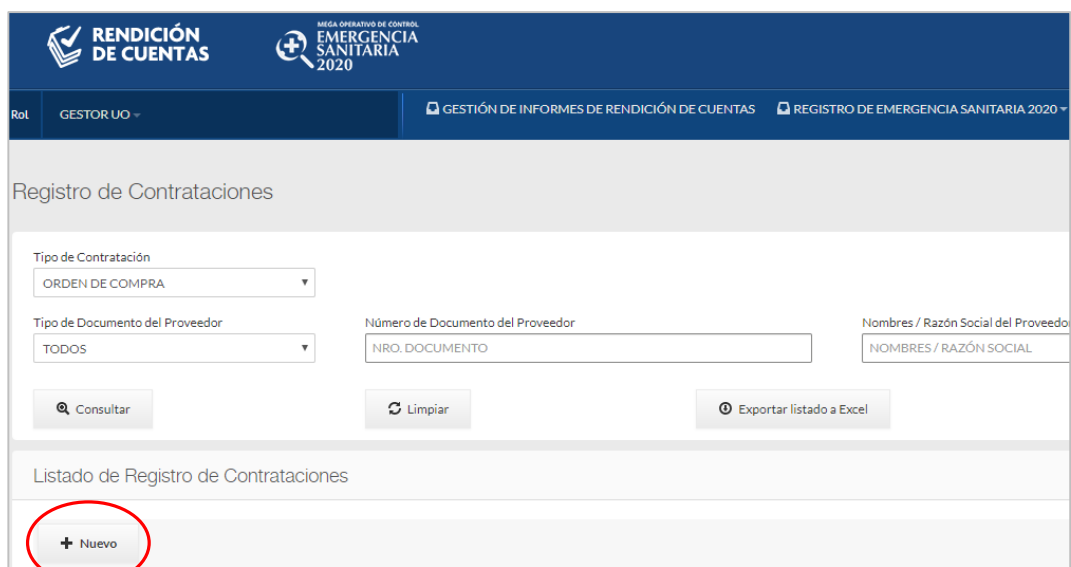 RENDICIÓN
DE CUENTAS
MEGA OPERATIVO DE CONTROL
EMERGENCIA
SANITARIA
2020
Rol
GESTOR UO
GESTIÓN DE INFORMES DE RENDICIÓN DE CUENTAS
REGISTRO DE EMERGENCIA SANITARIA 2020
Registro de Contrataciones
Tipo de Contratación
ORDEN DE COMPRA
Tipo de Documento del Proveedor
Número de Documento del Proveedor
Nombres / Razón Social del Proveedor
TODOS
NRO. DOCUMENTO
NOMBRES / RAZÓN SOCIAL
Consultar
Limpiar
Exportar listado a Excel
Listado de Registro de Contrataciones
+ Nuevo